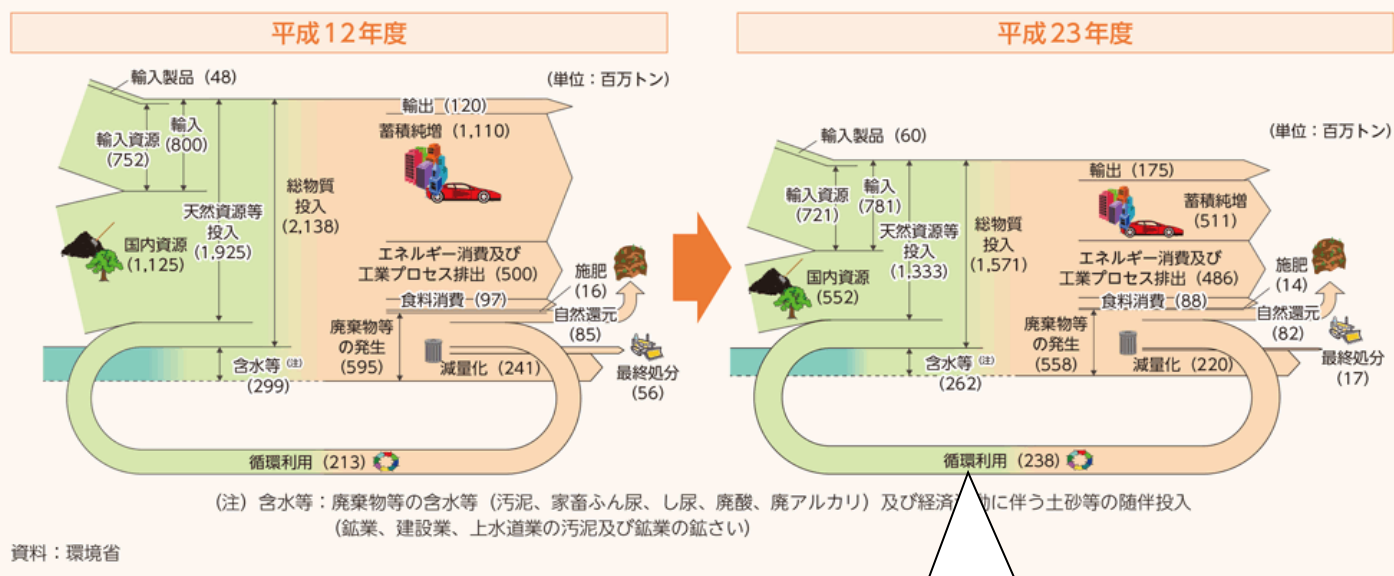 平成12年度
(単位:百万トン)
輸入製品 (48)
輸入資源
(752)
輸入
(800)
国内資源
(1,125)
天然資源等
投入
(1,925)
総物質
投入
(2,138)
含水等 (注)
(299)
輸出 (120)
蓄積純増 (1,110)
エネルギー消費及び
工業プロセス排出 (500)
食料消費 (97)
施肥
(16)
自然還元
(85)
廃棄物等
の発生
(595)
減量化 (241)
最終処分
(56)
循環利用 (213)
平成23年度
(単位:百万トン)
輸入製品 (60)
輸入資源
(721)
輸入
(781)
国内資源
(552)
天然資源等
投入
(1,333)
総物質
投入
(1,571)
含水等 (注)
(262)
輸出 (175)
蓄積純増
(511)
エネルギー消費及び
工業プロセス排出 (486)
食料消費 (88)
施肥
(14)
自然還元
(82)
廃棄物等
の発生
(558)
減量化 (220)
最終処分
(17)
循環利用 (238)
(注) 含水等:廃棄物等の含水等 (汚泥、家畜ふん尿、し尿、廃酸、廃アルカリ) 及び経済 に伴う土砂等の随伴投入
(鉱業、建設業、上水道業の汚泥及び鉱業の鉱さい)
資料:環境省